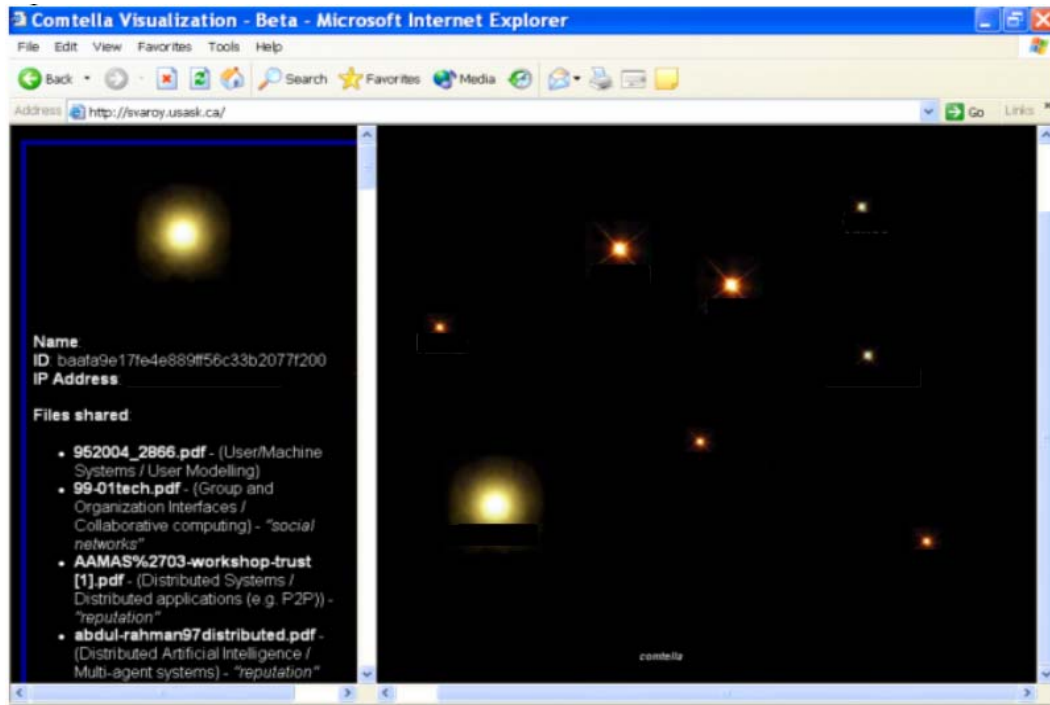 Comtella Visualization - Beta - Microsoft Internet Explorer
File Edit View Favorites Tools Help
Back Search Favorites Media
Address http://svaroy.usask.ca/ Go Links »
Name:
ID: baafa9e17fe4e889ff56c33b2077f200
IP Address:
Files shared:
• 952004_2866.pdf - (User/Machine
Systems / User Modelling)
• 99-01tech.pdf - (Group and
Organization Interfaces /
Collaborative computing) - "social
networks"
• AAMAS%2703-workshop-trust
[1].pdf - (Distributed Systems /
Distributed applications (e.g. P2P)) -
"reputation"
• abdul-rahman97distributed.pdf -
(Distributed Artificial Intelligence /
Multi-agent systems) - "reputation"
comtella